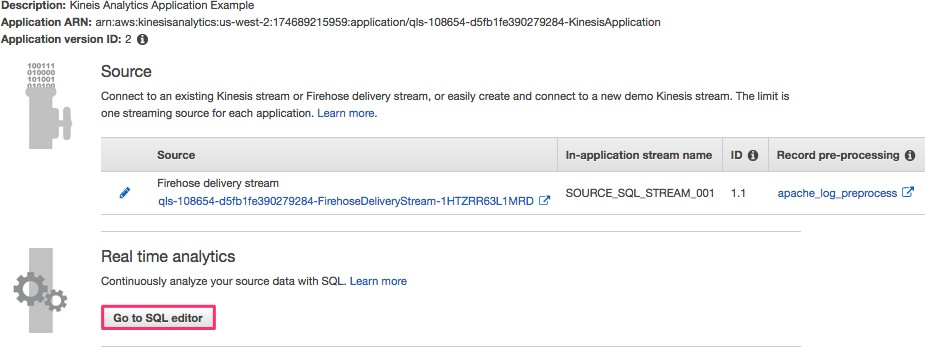 Description: Kineis Analytics Application Example
Application ARN: arn:aws:kinesisanalytics:us-west-2:174689215959:application/qls-108654-d5fb1fe390279284-KinesisApplication
Application version ID: 2
100111
010000
101001
010100
Source
Connect to an existing Kinesis stream or Firehose delivery stream, or easily create and connect to a new demo Kinesis stream. The limit is
one streaming source for each application. Learn more.
Source In-application stream name ID Record pre-processing
Firehose delivery stream
qls-108654-d5fb1fe390279284-FirehoseDeliveryStream-1HTZRR63L1MRD SOURCE_SQL_STREAM_001 1.1 apache_log_preprocess
Real time analytics
Continuously analyze your source data with SQL. Learn more
Go to SQL editor